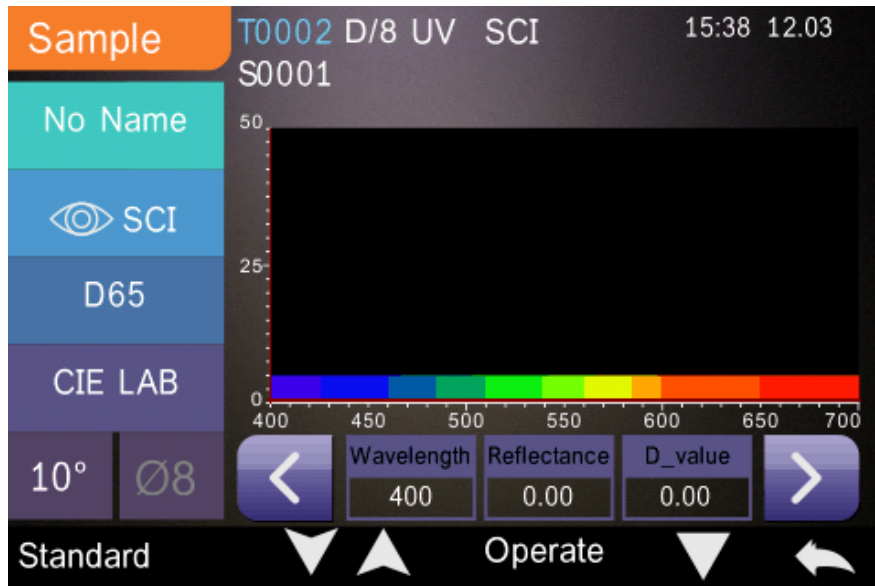 Sample
T0002 D/8 UV SCI 15:38 12.03
S0001
No Name
SCI
D65
CIE LAB
10° Ø8
50
25
0
400 450 500 550 600 650 700
Wavelength Reflectance D_value
400 0.00 0.00
Standard Operate